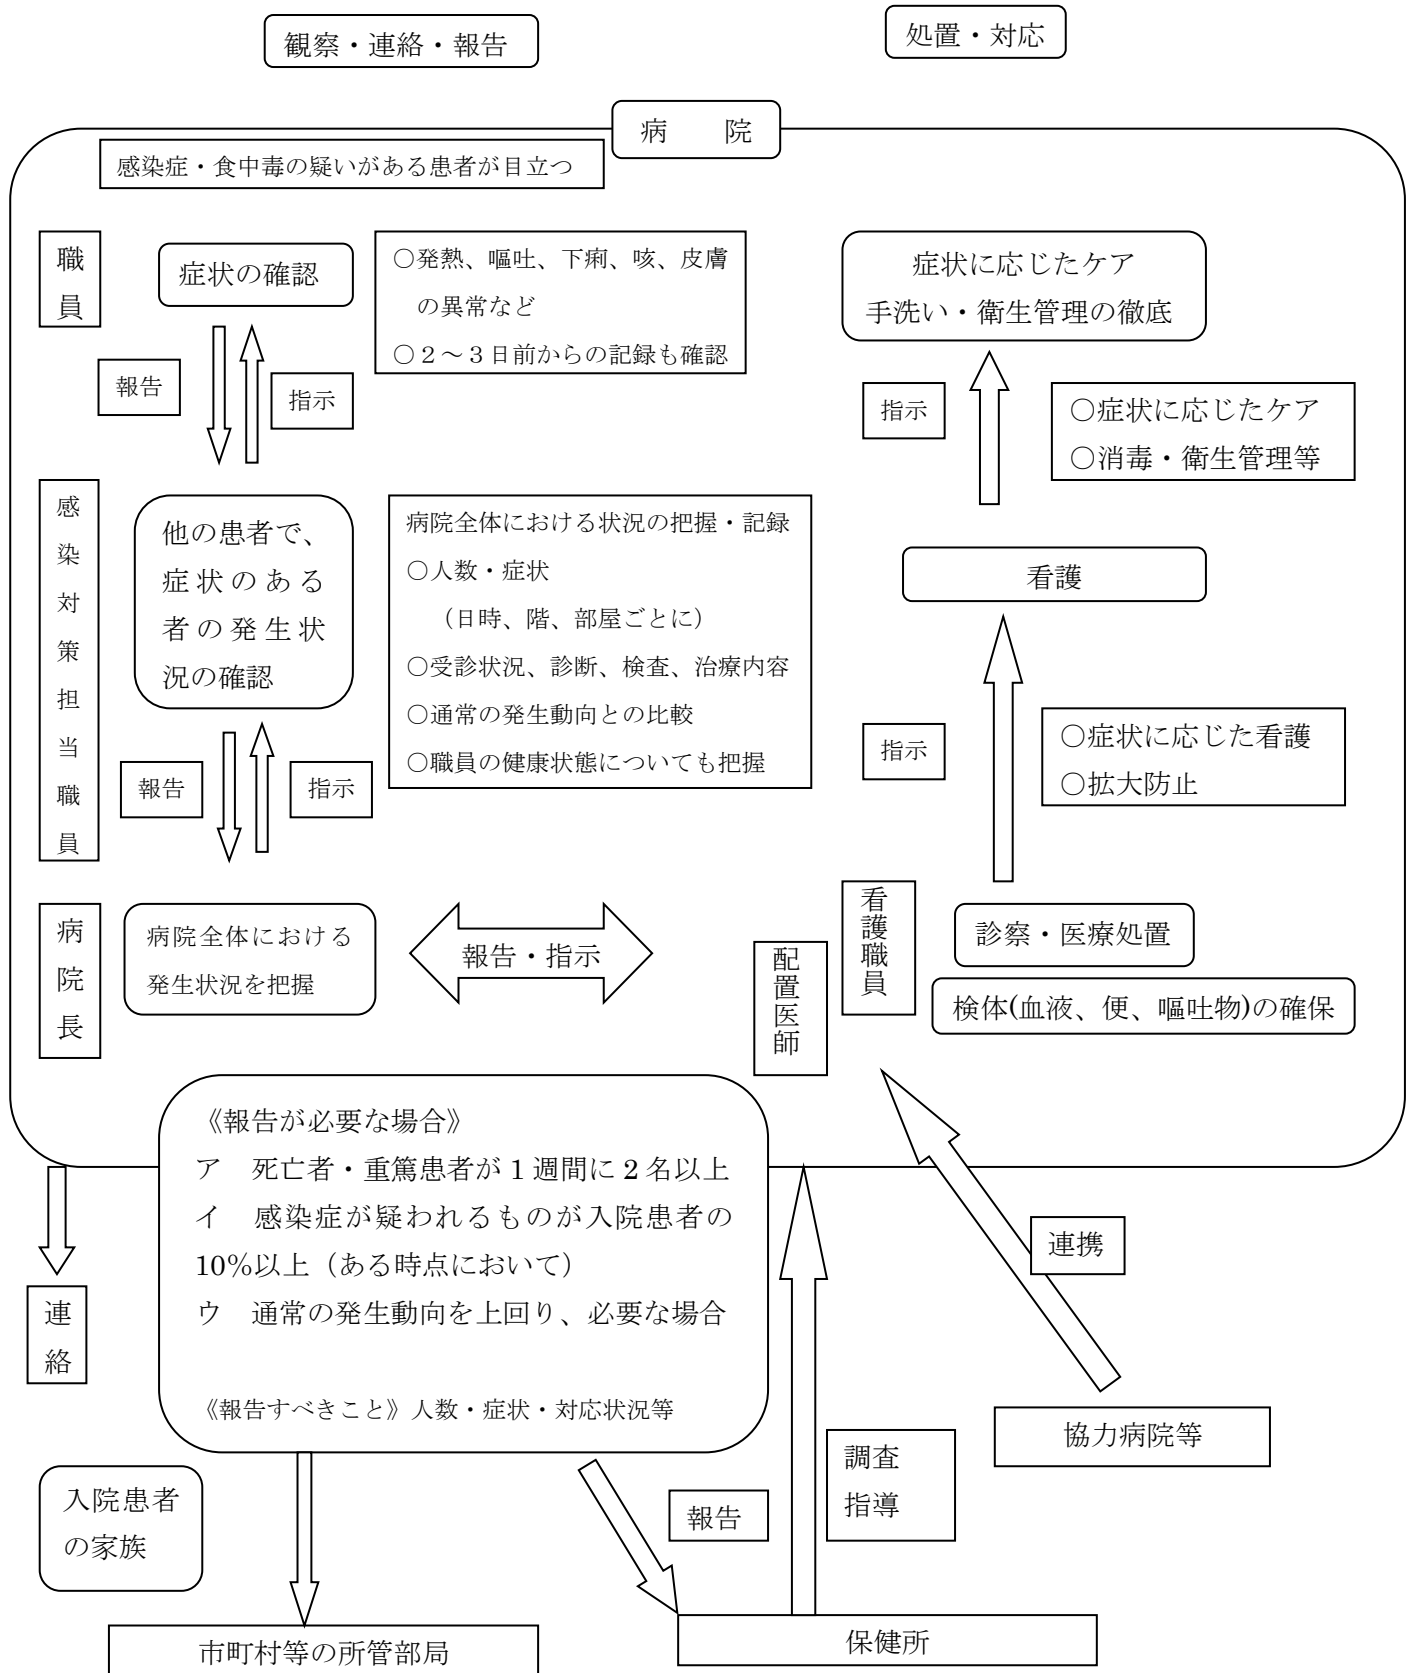 観察・連絡・報告
処置・対応
病　院
感染症・食中毒の疑いがある患者が目立つ
職員
症状の確認
○発熱、嘔吐、下痢、咳、皮膚
の異常など
○２～３日前からの記録も確認
症状に応じたケア
手洗い・衛生管理の徹底
報告
指示
指示
○症状に応じたケア
○消毒・衛生管理等
感染対策担当職員
他の患者で、
症状のある
者の発生状
況の確認
病院全体における状況の把握・記録
○人数・症状
（日時、階、部屋ごとに）
○受診状況、診断、検査、治療内容
○通常の発生動向との比較
○職員の健康状態についても把握
看護
報告
指示
指示
○症状に応じた看護
○拡大防止
病院長
病院全体における
発生状況を把握
報告・指示
配置医師
看護職員
診察・医療処置
検体(血液、便、嘔吐物)の確保
《報告が必要な場合》
ア　死亡者・重篤患者が 1 週間に 2 名以上
イ　感染症が疑われるものが入院患者の
10％以上（ある時点において）
ウ　通常の発生動向を上回り、必要な場合
《報告すべきこと》人数・症状・対応状況等
連絡
連携
協力病院等
入院患者
の家族
報告
調査
指導
市町村等の所管部局
保健所